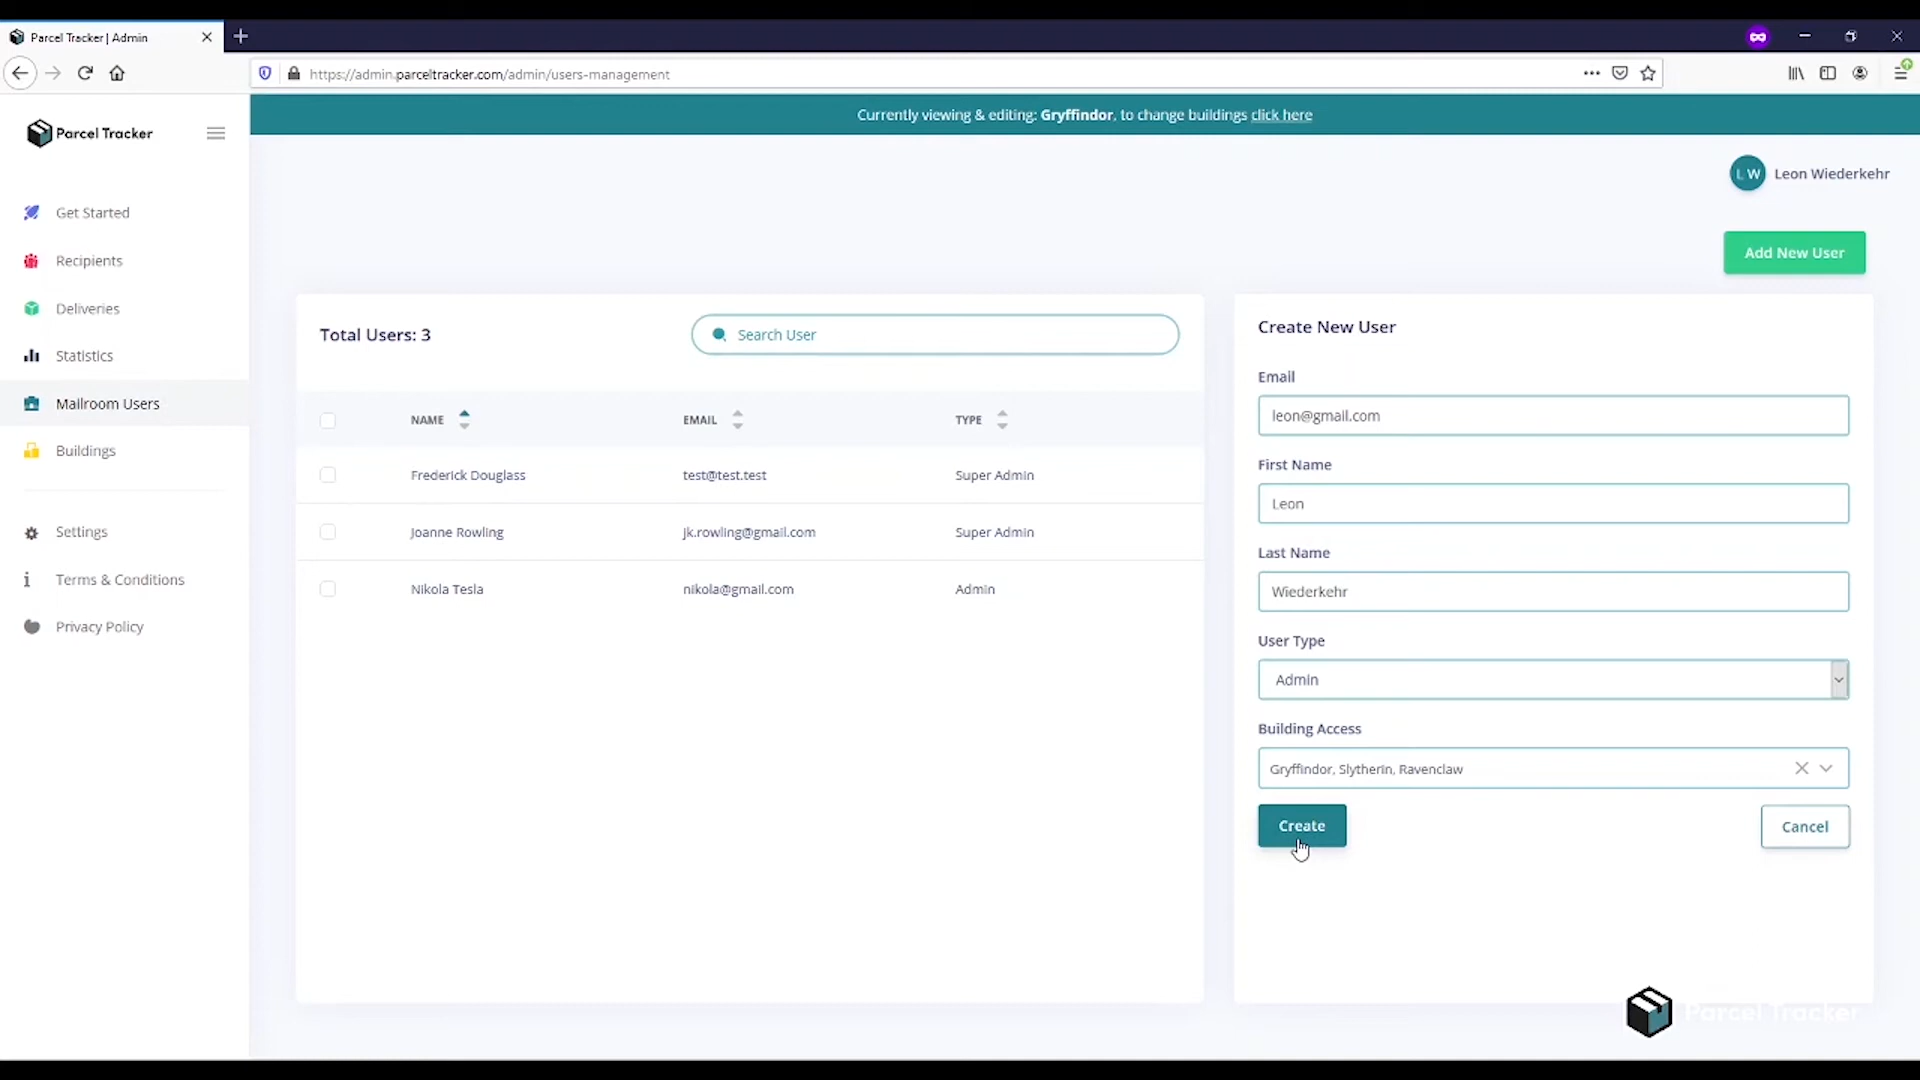 Parcel Tracker | Admin
https://admin.parceltracker.com/admin/users-management
Parcel Tracker
Currently viewing & editing: Gryffindor, to change buildings click here
L W Leon Wiederkehr
Get Started
Recipients
Deliveries
Statistics
Mailroom Users
Buildings
Settings
Terms & Conditions
Privacy Policy
Add New User
Total Users: 3
Search User
NAME EMAIL TYPE
Frederick Douglass test@test.test Super Admin
Joanne Rowling jk.rowling@gmail.com Super Admin
Nikola Tesla nikola@gmail.com Admin
Create New User
Email
leon@gmail.com
First Name
Leon
Last Name
Wiederkehr
User Type
Admin
Building Access
Gryffindor, Slytherin, Ravenclaw
Create
Cancel
Parcel Tracker